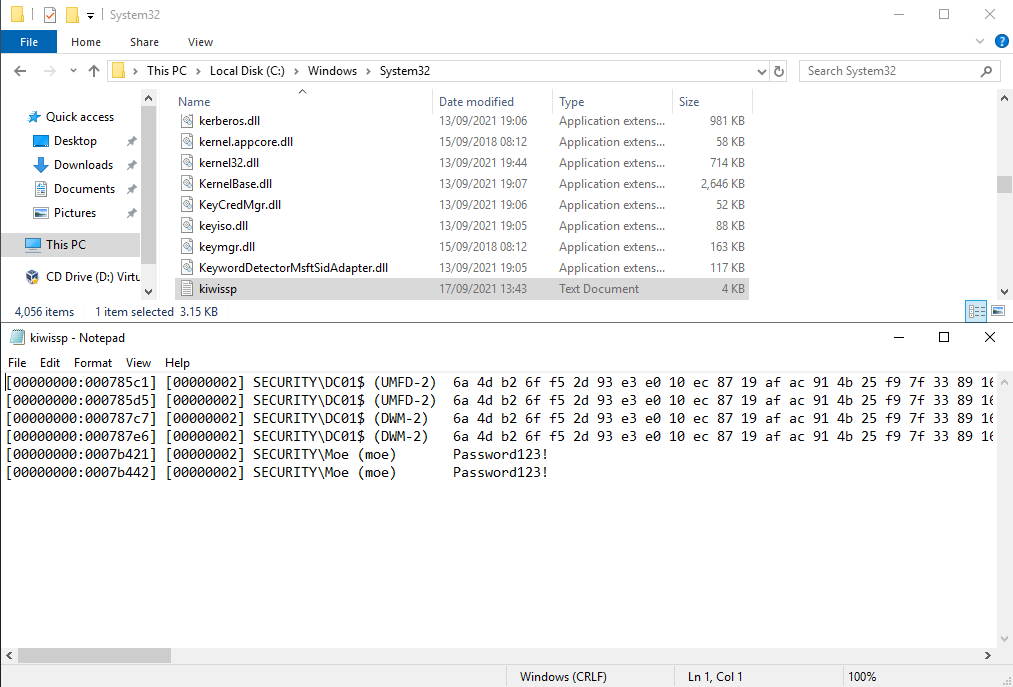 System32
File Home Share View
This PC Local Disk (C:) Windows System32
Search System32
Name Date modified Type Size
Quick access
Desktop
Downloads
Documents
Pictures
This PC
CD Drive (D:) Virtu
kerberos.dll 13/09/2021 19:06 Application extens... 981 KB
kernel.appcore.dll 15/09/2018 08:12 Application extens... 58 KB
kernel32.dll 13/09/2021 19:44 Application extens... 714 KB
KernelBase.dll 13/09/2021 19:07 Application extens... 2,646 KB
KeyCredMgr.dll 13/09/2021 19:06 Application extens... 52 KB
keyiso.dll 13/09/2021 19:05 Application extens... 88 KB
keymgr.dll 15/09/2018 08:12 Application extens... 163 KB
KeywordDetectorMsftSidAdapter.dll 13/09/2021 19:05 Application extens... 117 KB
kiwissp 17/09/2021 13:43 Text Document 4 KB
4,056 items 1 item selected 3.15 KB
kiwissp - Notepad
File Edit Format View Help
[00000000:000785c1] [00000002] SECURITY\DC01$ (UMFD-2) 6a 4d b2 6f f5 2d 93 e3 e0 10 ec 87 19 af ac 91 4b 25 f9 7f 33 89 16
[00000000:000785d5] [00000002] SECURITY\DC01$ (UMFD-2) 6a 4d b2 6f f5 2d 93 e3 e0 10 ec 87 19 af ac 91 4b 25 f9 7f 33 89 16
[00000000:000787c7] [00000002] SECURITY\DC01$ (DWM-2) 6a 4d b2 6f f5 2d 93 e3 e0 10 ec 87 19 af ac 91 4b 25 f9 7f 33 89 16
[00000000:000787e6] [00000002] SECURITY\DC01$ (DWM-2) 6a 4d b2 6f f5 2d 93 e3 e0 10 ec 87 19 af ac 91 4b 25 f9 7f 33 89 16
[00000000:0007b421] [00000002] SECURITY\Moe (moe) Password123!
[00000000:0007b442] [00000002] SECURITY\Moe (moe) Password123!
Windows (CRLF) Ln 1, Col 1 100%